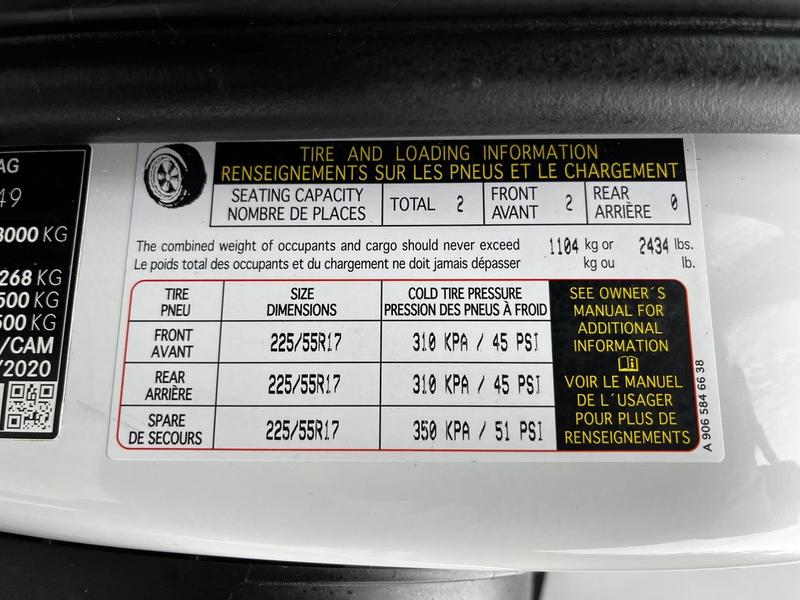 AG
49
3000 KG
268 KG
500 KG
500 KG
/CAM
/2020
TIRE AND LOADING INFORMATION
RENSEIGNEMENTS SUR LES PNEUS ET LE CHARGEMENT
SEATING CAPACITY
NOMBRE DE PLACES
TOTAL 2
FRONT
AVANT 2
REAR
ARRIÈRE 0
The combined weight of occupants and cargo should never exceed 1104 kg or 2434 lbs.
Le poids total des occupants et du chargement ne doit jamais dépasser kg ou lb.
TIRE
PNEU
SIZE
DIMENSIONS
COLD TIRE PRESSURE
PRESSION DES PNEUS À FROID
FRONT
AVANT
225/55R17
310 KPA / 45 PSI
REAR
ARRIÈRE
225/55R17
310 KPA / 45 PSI
SPARE
DE SECOURS
225/55R17
350 KPA / 51 PSI
SEE OWNER´S
MANUAL FOR
ADDITIONAL
INFORMATION
VOIR LE MANUEL
DE L´USAGER
POUR PLUS DE
RENSEIGNEMENTS
A 906 584 66 38